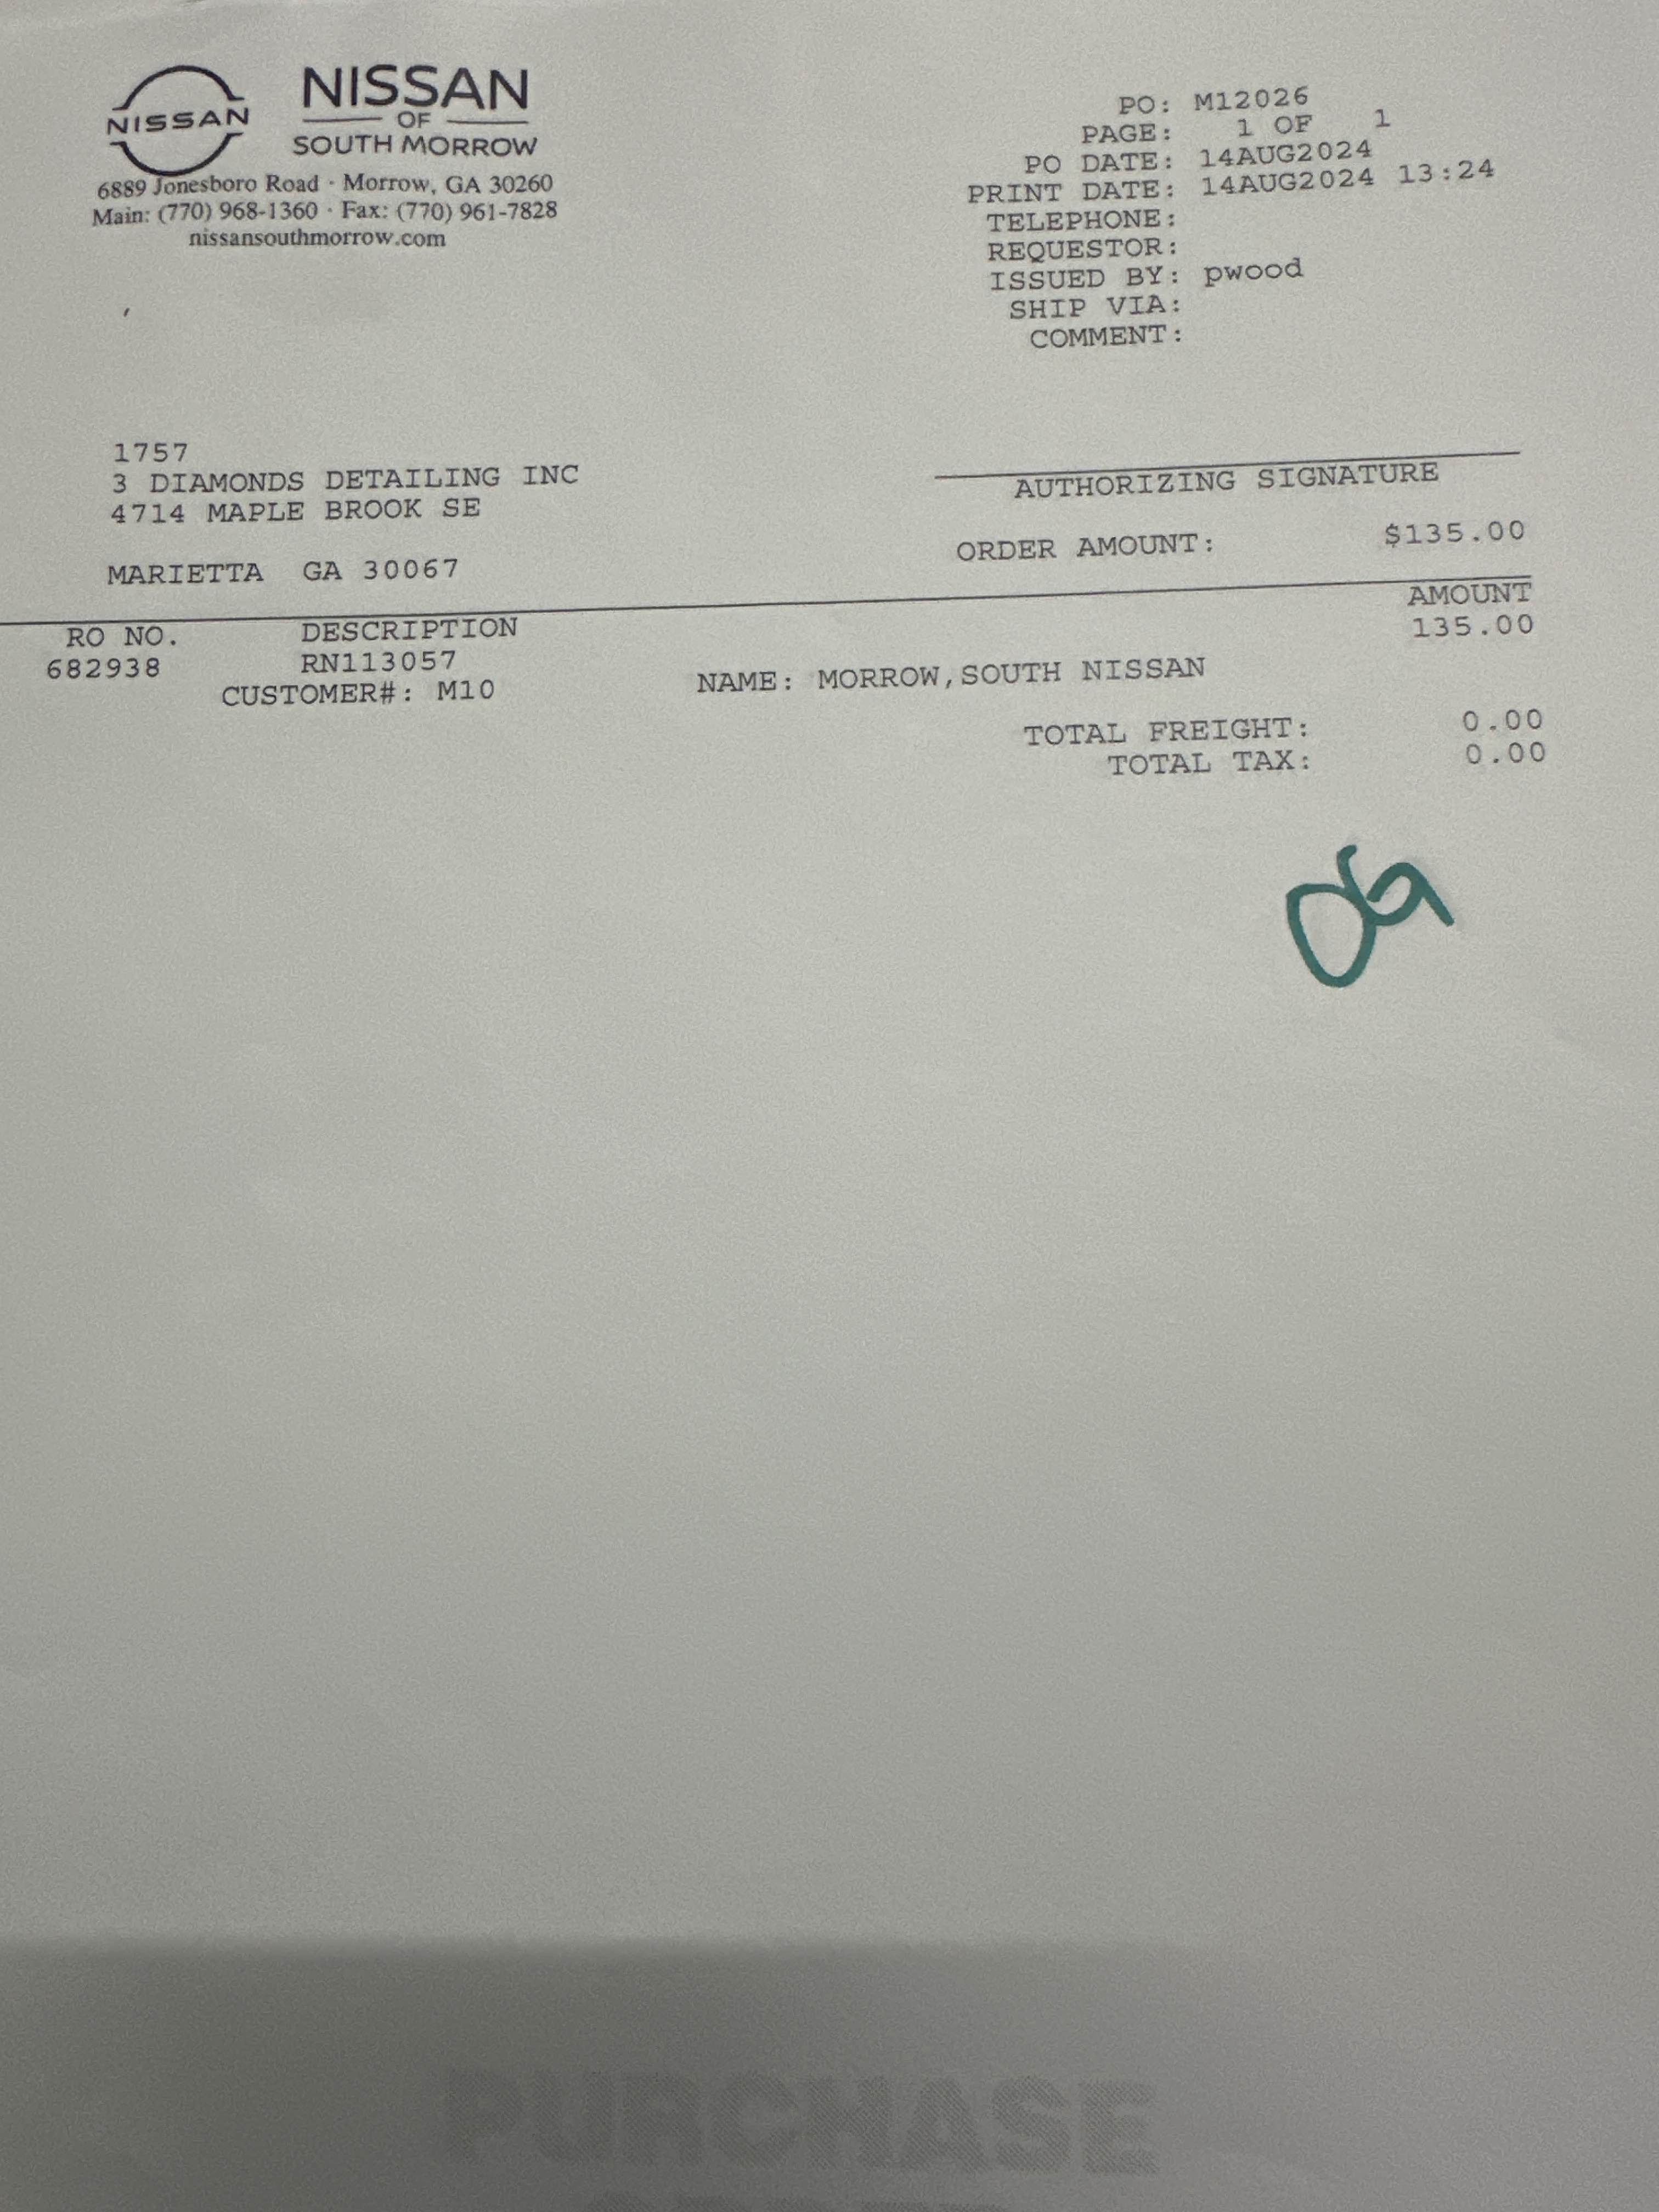 NISSAN
NISSAN
OF
SOUTH MORROW
6889 Jonesboro Road · Morrow, GA 30260
Main: (770) 968-1360 · Fax: (770) 961-7828
nissansouthmorrow.com
PO: M12026
PAGE: 1 OF 1
PO DATE: 14AUG2024
PRINT DATE: 14AUG2024 13:24
TELEPHONE:
REQUESTOR:
ISSUED BY: pwood
SHIP VIA:
COMMENT:
1757
3 DIAMONDS DETAILING INC
4714 MAPLE BROOK SE
MARIETTA GA 30067
AUTHORIZING SIGNATURE
ORDER AMOUNT: $135.00
RO NO. DESCRIPTION AMOUNT
682938 RN113057 135.00
CUSTOMER#: M10 NAME: MORROW,SOUTH NISSAN
TOTAL FREIGHT: 0.00
TOTAL TAX: 0.00
PURCHASE